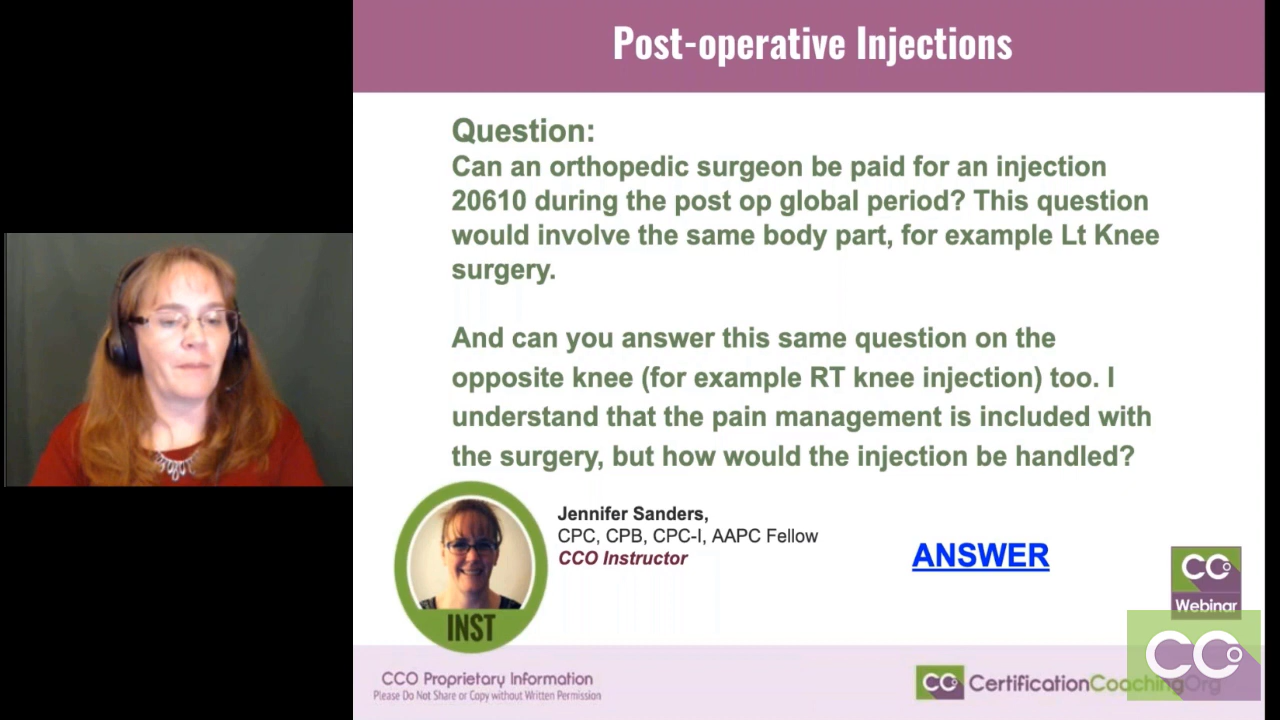 Post-operative Injections
Question:
Can an orthopedic surgeon be paid for an injection
20610 during the post op global period? This question
would involve the same body part, for example Lt Knee
surgery.
And can you answer this same question on the
opposite knee (for example RT knee injection) too. I
understand that the pain management is included with
the surgery, but how would the injection be handled?
Jennifer Sanders,
CPC, CPB, CPC-I, AAPC Fellow
CCO Instructor
INST
ANSWER
CCO
Webinar
CCO
CCO Proprietary Information
Please Do Not Share or Copy without Written Permission
CCO CertificationCoachingOrg